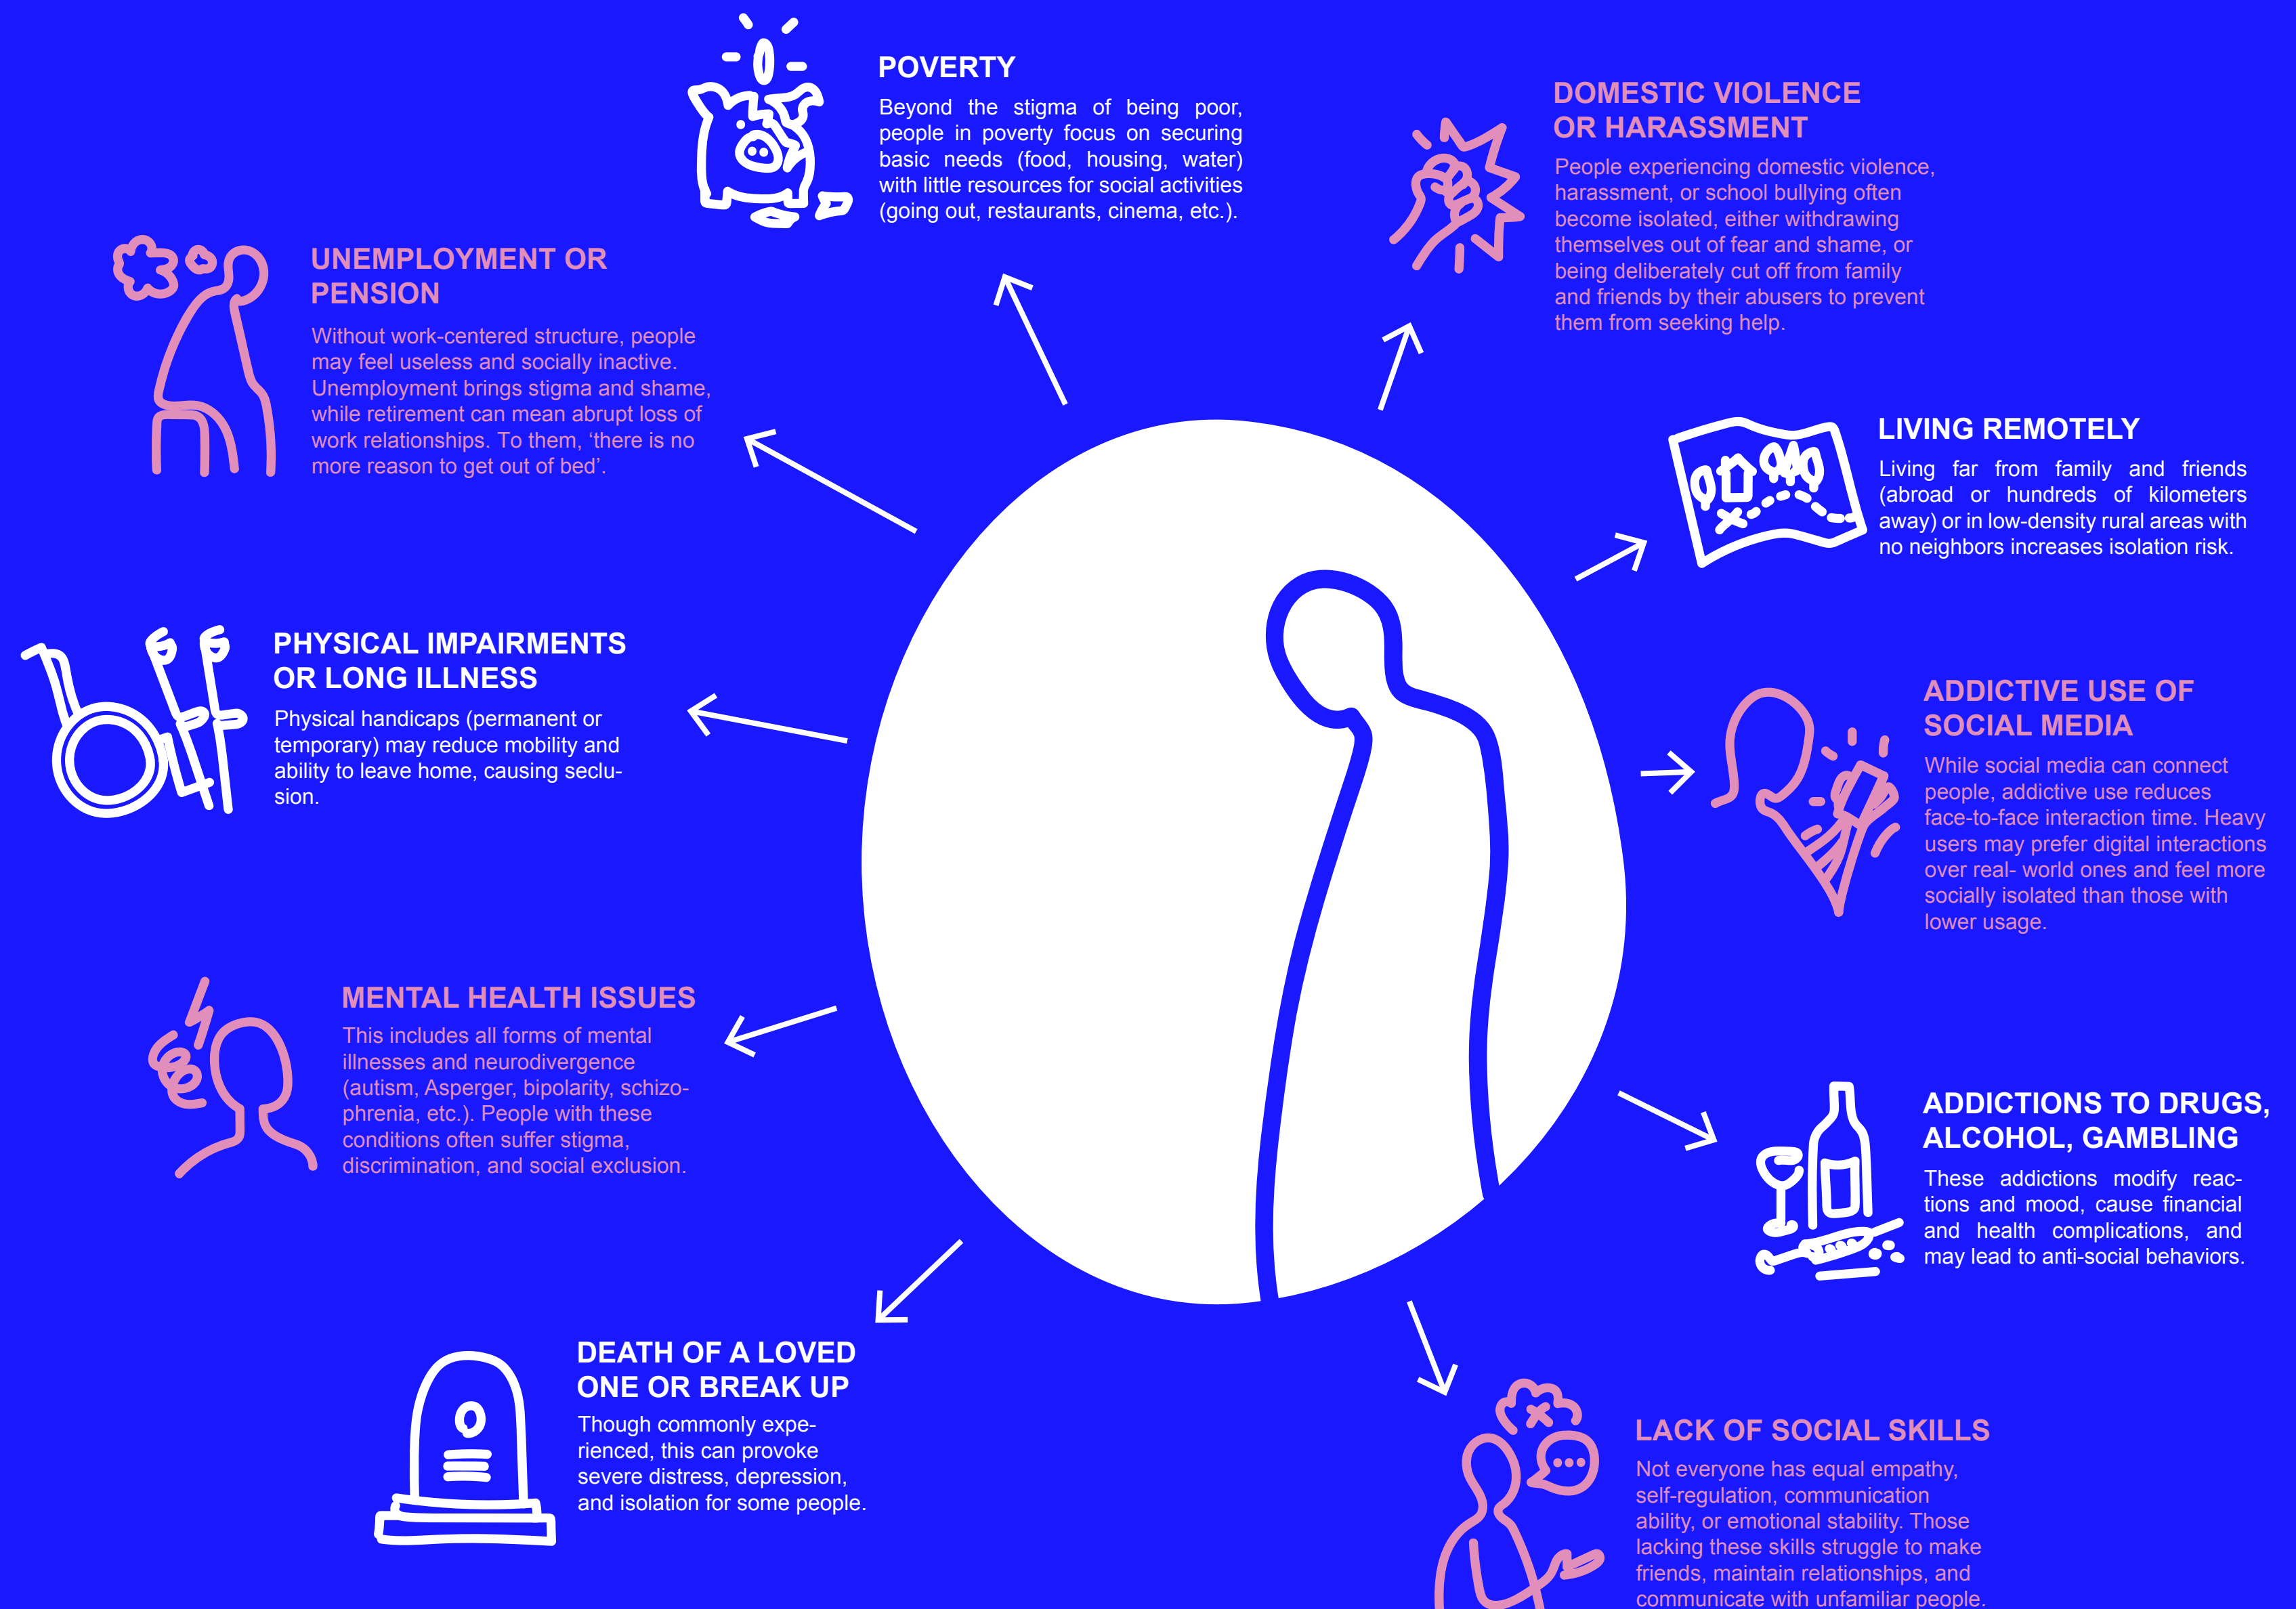 POVERTY
Beyond the stigma of being poor,
people in poverty focus on securing
basic needs (food, housing, water)
with little resources for social activities
(going out, restaurants, cinema, etc.).
DOMESTIC VIOLENCE
OR HARASSMENT
People experiencing domestic violence,
harassment, or school bullying often
become isolated, either withdrawing
themselves out of fear and shame, or
being deliberately cut off from family
and friends by their abusers to prevent
them from seeking help.
UNEMPLOYMENT OR
PENSION
Without work-centered structure, people
may feel useless and socially inactive.
Unemployment brings stigma and shame,
while retirement can mean abrupt loss of
work relationships. To them, ‘there is no
more reason to get out of bed’.
LIVING REMOTELY
Living far from family and friends
(abroad or hundreds of kilometers
away) or in low-density rural areas with
no neighbors increases isolation risk.
PHYSICAL IMPAIRMENTS
OR LONG ILLNESS
Physical handicaps (permanent or
temporary) may reduce mobility and
ability to leave home, causing seclu-
sion.
ADDICTIVE USE OF
SOCIAL MEDIA
While social media can connect
people, addictive use reduces
face-to-face interaction time. Heavy
users may prefer digital interactions
over real- world ones and feel more
socially isolated than those with
lower usage.
MENTAL HEALTH ISSUES
This includes all forms of mental
illnesses and neurodivergence
(autism, Asperger, bipolarity, schizo-
phrenia, etc.). People with these
conditions often suffer stigma,
discrimination, and social exclusion.
ADDICTIONS TO DRUGS,
ALCOHOL, GAMBLING
These addictions modify reac-
tions and mood, cause financial
and health complications, and
may lead to anti-social behaviors.
DEATH OF A LOVED
ONE OR BREAK UP
Though commonly expe-
rienced, this can provoke
severe distress, depression,
and isolation for some people.
LACK OF SOCIAL SKILLS
Not everyone has equal empathy,
self-regulation, communication
ability, or emotional stability. Those
lacking these skills struggle to make
friends, maintain relationships, and
communicate with unfamiliar people.